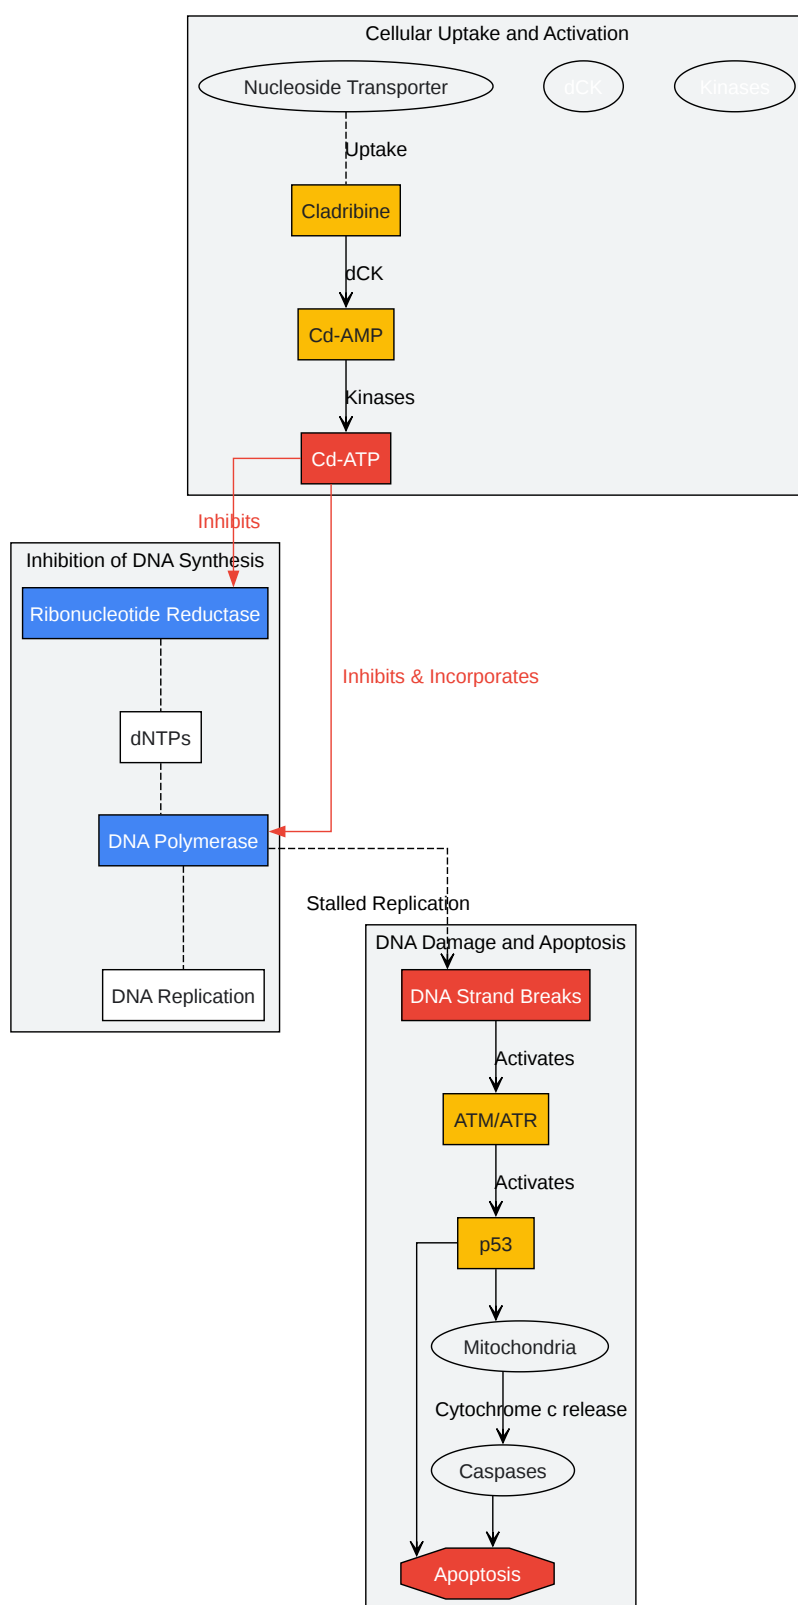 Cellular Uptake and Activation
Nucleoside Transporter
dCK
Kinases
Uptake
Cladribine
dCK
Cd-AMP
Kinases
Cd-ATP
Inhibits
Inhibition of DNA Synthesis
Ribonucleotide Reductase
Inhibits & Incorporates
dNTPs
DNA Polymerase
Stalled Replication
DNA Damage and Apoptosis
DNA Strand Breaks
DNA Replication
Activates
ATM/ATR
Activates
p53
Mitochondria
Cytochrome c release
Caspases
Apoptosis